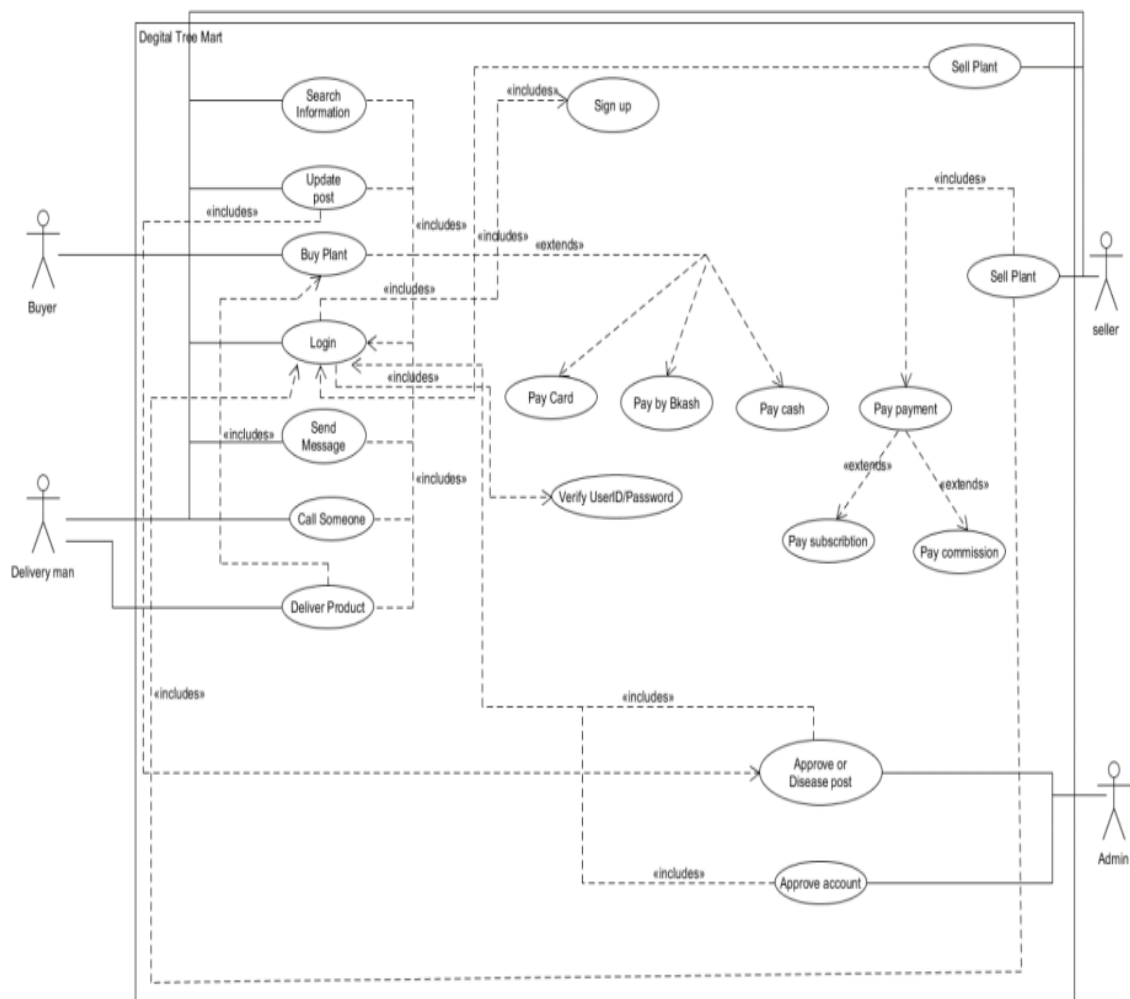 Degital Tree Mart
Sell Plant
Search
Information
«includes»
Sign up
Update
post
«includes»
«includes»
«includes»
«includes»
«extends»
Buy Plant
Buyer
Sell Plant
seller
«includes»
Login
«includes»
Pay Card
Pay by Bkash
Pay cash
Pay payment
Send
Message
«includes»
«includes»
«extends»
«extends»
Verify UserID/Password
Call Someone
Delivery man
Pay subscribtion
Pay commission
Deliver Product
«includes»
«includes»
Approve or
Disease post
Admin
«includes»
Approve account